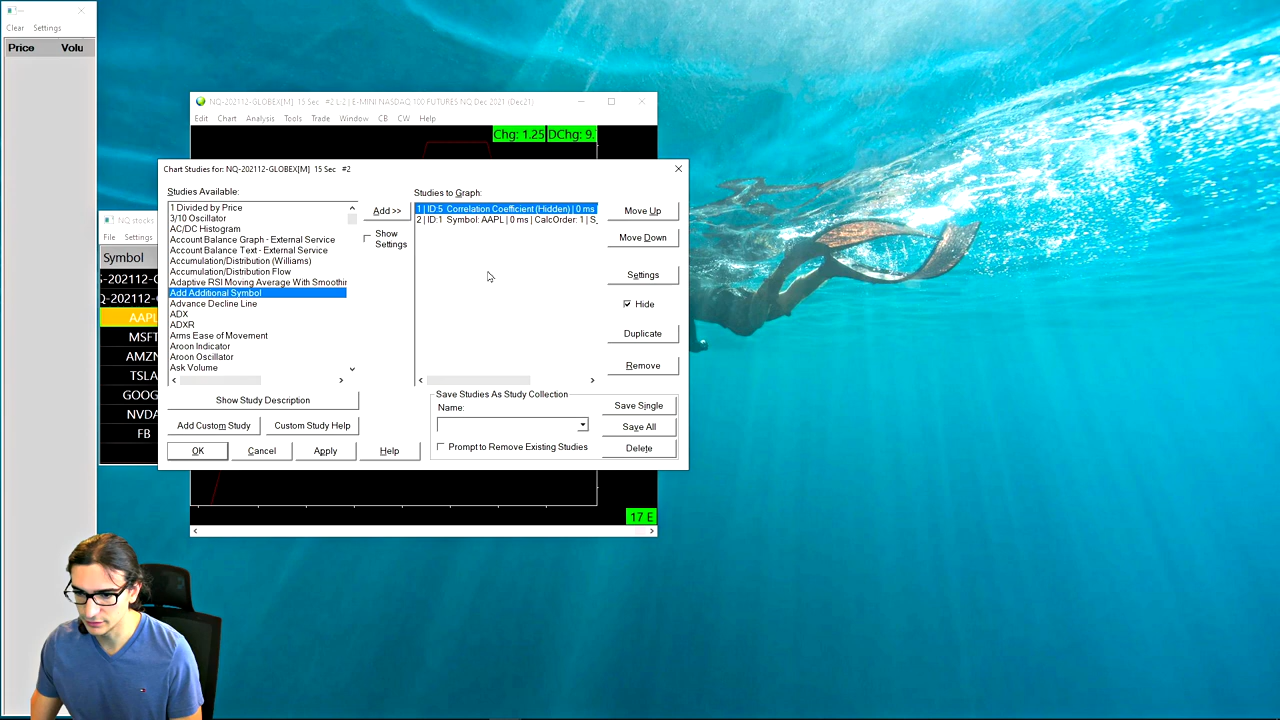 Clear Settings
Price Volu
NQ-202112-GLOBEX[M] 15 Sec #2 L-2 | E-MINI NASDAQ 100 FUTURES NQ Dec 2021 (Dec21)
File Chart Analysis Tools Trade Window CB CW Help
Chg: 1.25 DChg: 9.
Chart Studies for: NQ-202112-GLOBEX[M] 15 Sec #2
Studies Available:
1 Divided by Price
3/10 Oscillator
AC/DC Histogram
Account Balance Graph - External Service
Account Balance Text - External Service
Accumulation/Distribution (Williams)
Accumulation/Distribution Flow
Adaptive RSI Moving Average With Smoothin
Add Additional Symbol
Advance Decline Line
ADX
ADXR
Arms Ease of Movement
Aroon Indicator
Aroon Oscillator
Ask Volume
Add >>
Show Settings
Studies to Graph:
1 | ID:5 Correlation Coefficient (Hidden) | 0 ms
2 | ID:1 Symbol: AAPL | 0 ms | CalcOrder: 1 | S_
Move Up
Move Down
Settings
Hide
Duplicate
Remove
Show Study Description
Add Custom Study Custom Study Help
OK Cancel Apply Help
Save Studies As Study Collection
Name:
Prompt to Remove Existing Studies
Save Single
Save All
Delete
NQ stocks
File Settings
Symbol
S-202112-
Q-202112-
AAPL
MSFT
AMZN
TSLA
GOOG
NVDA
FB
17 E